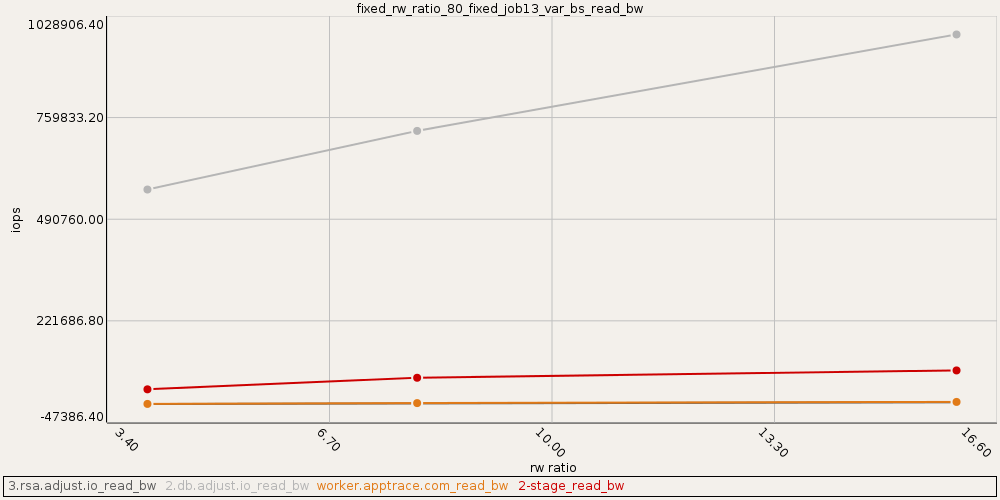 fixed_rw_ratio_80_fixed_job13_var_bs_read_bw
1028906.40
759833.20
490760.00
221686.80
-47386.40
iops
3.40 6.70 10.00 13.30 16.60
rw ratio
3.rsa.adjust.io_read_bw 2.db.adjust.io_read_bw worker.apptrace.com_read_bw 2-stage_read_bw